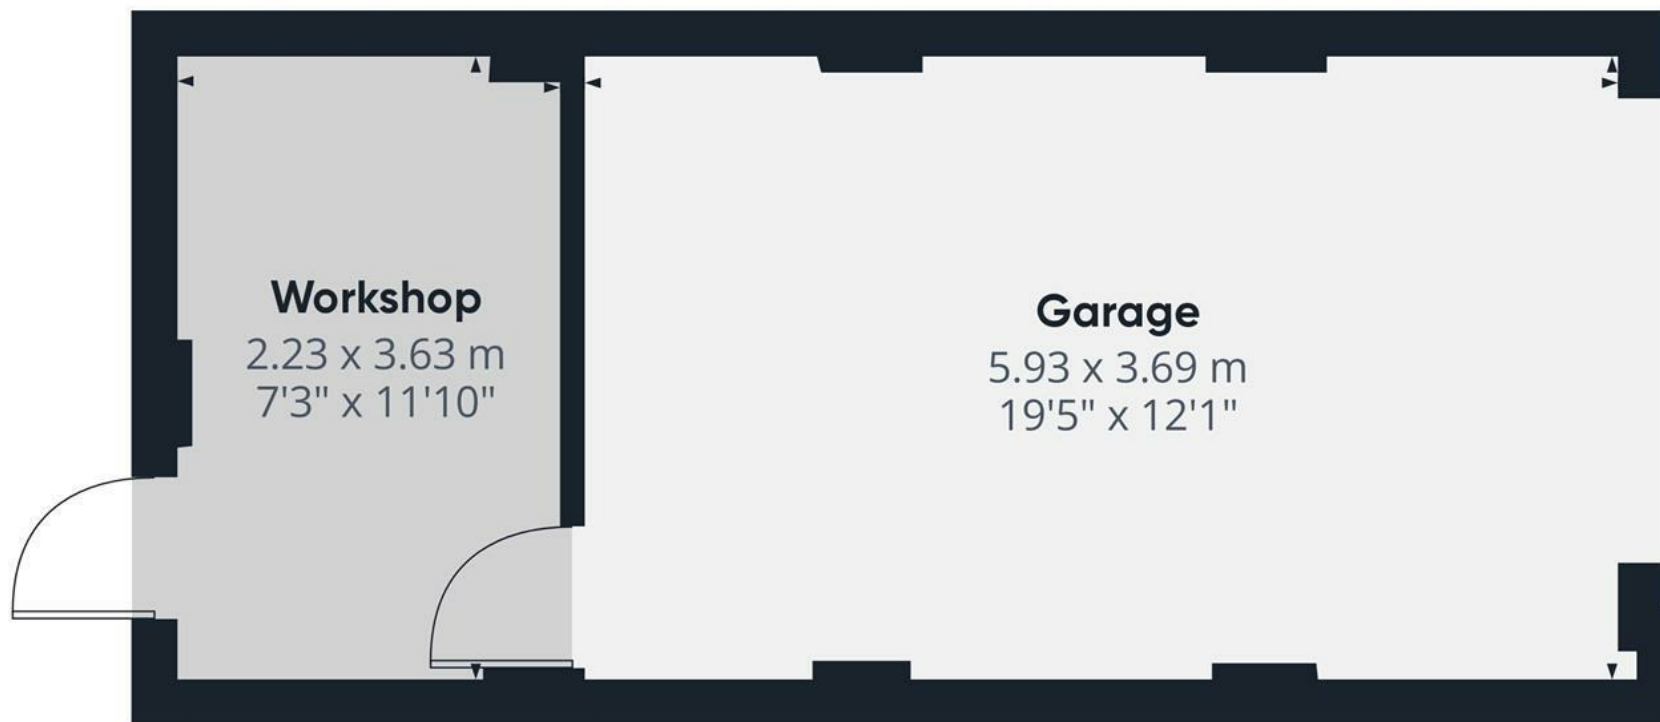 Workshop
2.23 x 3.63 m
7'3" x 11'10"
Garage
5.93 x 3.69 m
19'5" x 12'1"